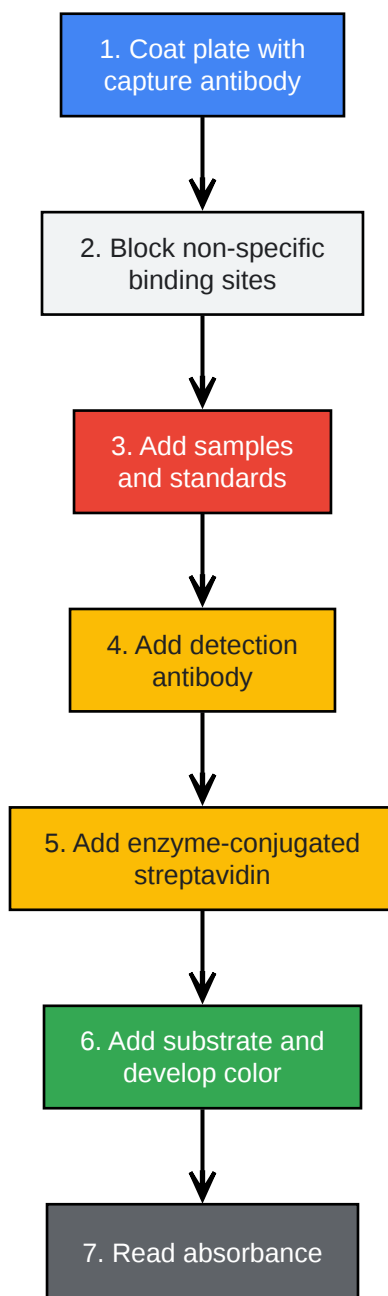 1. Coat plate with
capture antibody
2. Block non-specific
binding sites
3. Add samples
and standards
4. Add detection
antibody
5. Add enzyme-conjugated
streptavidin
6. Add substrate and
develop color
7. Read absorbance